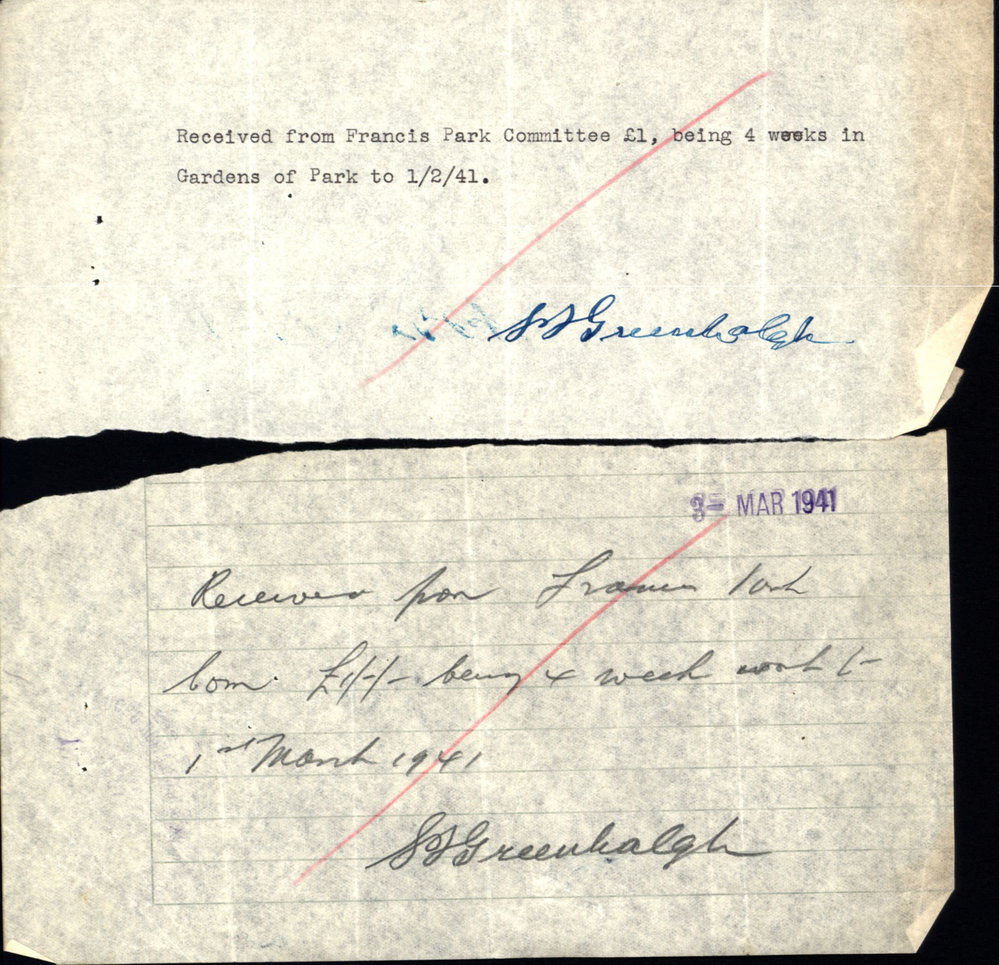 Received from Francis Park Committee £1, being 4 weeks in
Gardens of Park to 1/2/41.
Greenhalgh
3- MAR 1941
Received from Francis Park
Com. £1/-/- being 4 week work to
1st March 1941
Greenhalgh